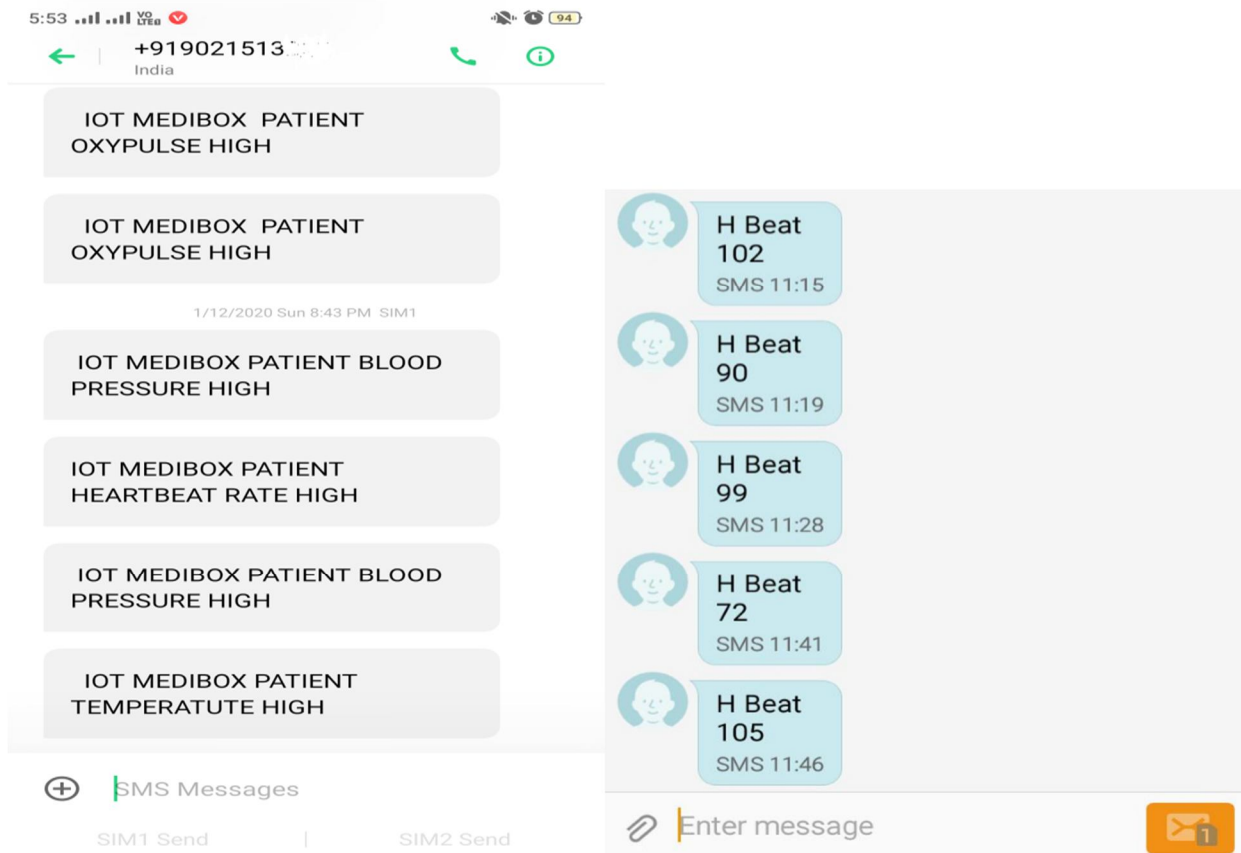 5:53
VO
LTE
94
+919021513
India
IOT MEDIBOX PATIENT
OXYPULSE HIGH
IOT MEDIBOX PATIENT
OXYPULSE HIGH
1/12/2020 Sun 8:43 PM SIM1
IOT MEDIBOX PATIENT BLOOD
PRESSURE HIGH
IOT MEDIBOX PATIENT
HEARTBEAT RATE HIGH
IOT MEDIBOX PATIENT BLOOD
PRESSURE HIGH
IOT MEDIBOX PATIENT
TEMPERATUTE HIGH
SMS Messages
SIM1 Send
SIM2 Send
H Beat
102
SMS 11:15
H Beat
90
SMS 11:19
H Beat
99
SMS 11:28
H Beat
72
SMS 11:41
H Beat
105
SMS 11:46
Enter message
1